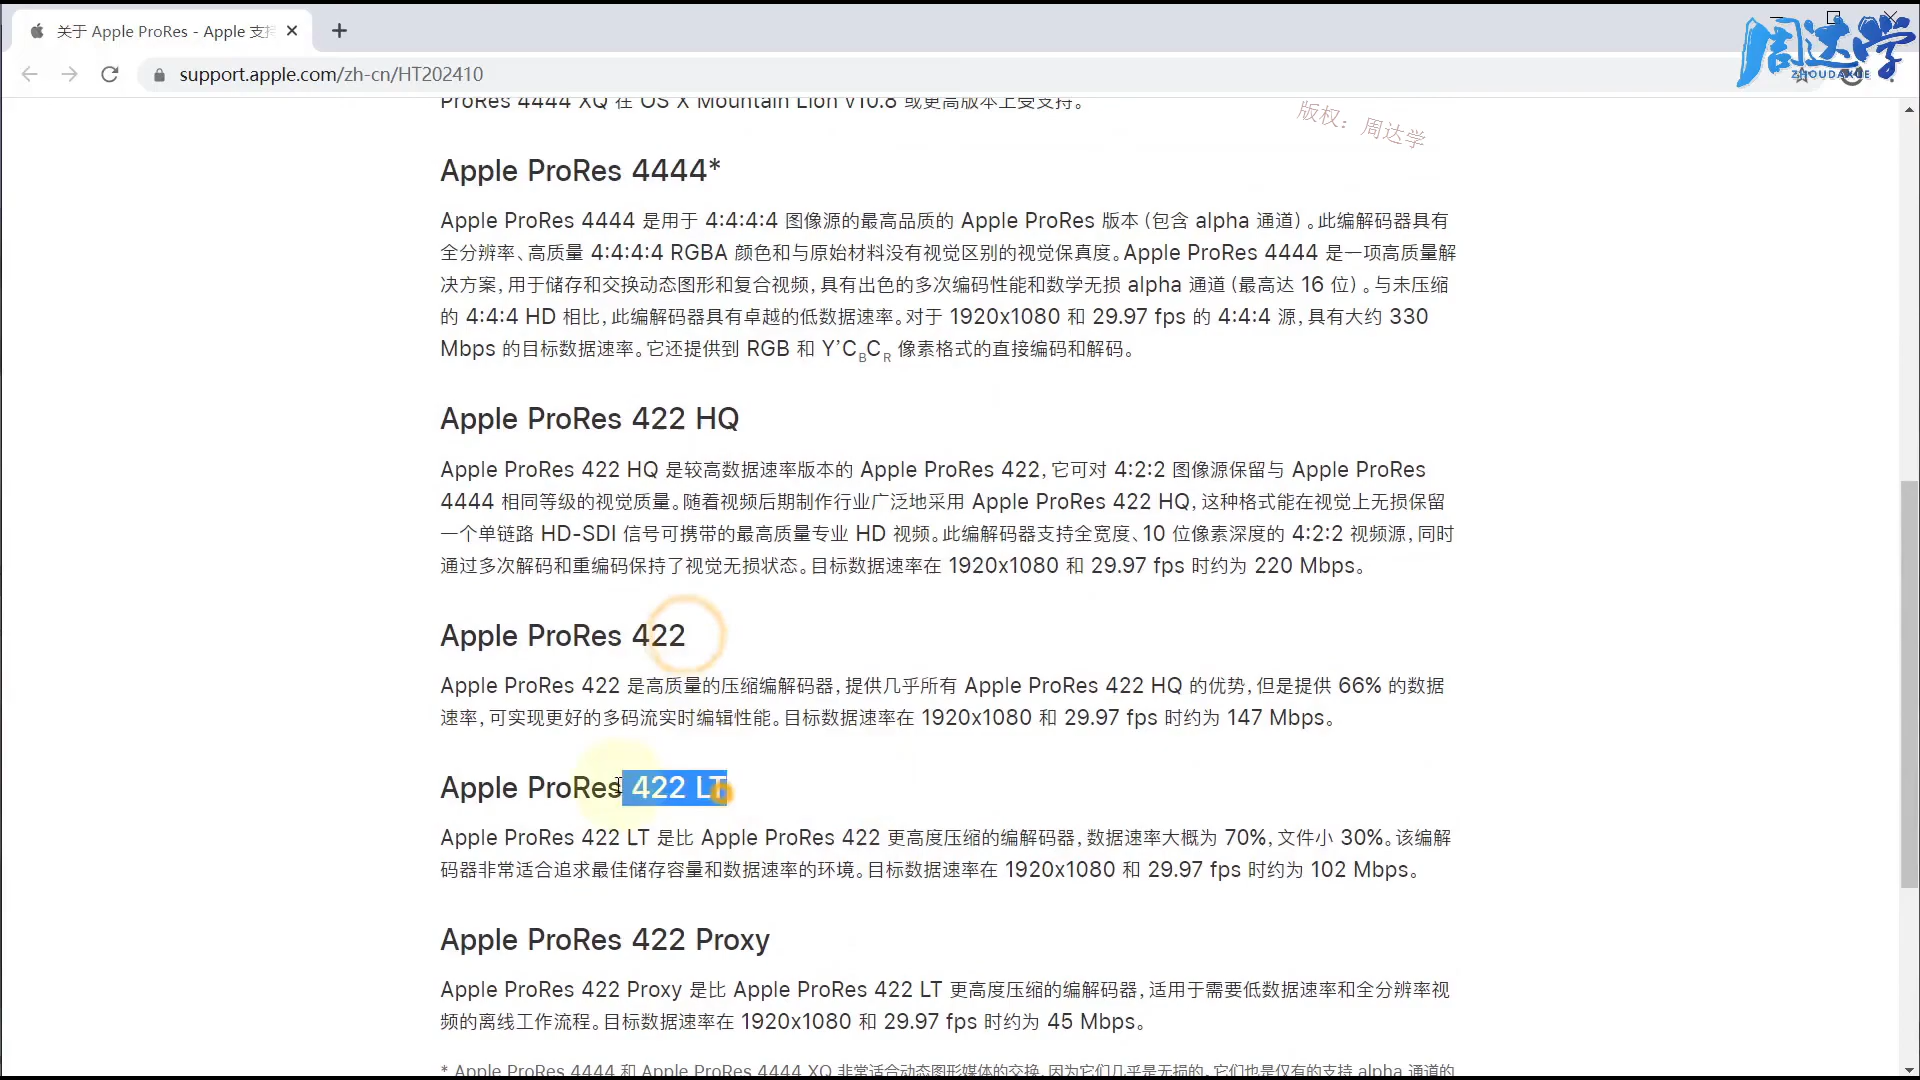 关于 Apple ProRes - Apple 支持
周达学
ZHOUDAXUE
support.apple.com/zh-cn/HT202410
ProRes 4444 XQ 在 OS X Mountain Lion v10.8 或更高版本上受支持。
版权：周达学
Apple ProRes 4444*
Apple ProRes 4444 是用于 4:4:4:4 图像源的最高品质的 Apple ProRes 版本（包含 alpha 通道）。此编解码器具有
全分辨率、高质量 4:4:4:4 RGBA 颜色和与原始材料没有视觉区别的视觉保真度。Apple ProRes 4444 是一项高质量解
决方案，用于储存和交换动态图形和复合视频，具有出色的多次编码性能和数学无损 alpha 通道（最高达 16 位）。与未压缩
的 4:4:4 HD 相比，此编解码器具有卓越的低数据速率。对于 1920x1080 和 29.97 fps 的 4:4:4 源，具有大约 330
Mbps 的目标数据速率。它还提供到 RGB 和 Y’CBCR 像素格式的直接编码和解码。
Apple ProRes 422 HQ
Apple ProRes 422 HQ 是较高数据速率版本的 Apple ProRes 422，它可对 4:2:2 图像源保留与 Apple ProRes
4444 相同等级的视觉质量。随着视频后期制作行业广泛地采用 Apple ProRes 422 HQ，这种格式能在视觉上无损保留
一个单链路 HD-SDI 信号可携带的最高质量专业 HD 视频。此编解码器支持全宽度、10 位像素深度的 4:2:2 视频源，同时
通过多次解码和重编码保持了视觉无损状态。目标数据速率在 1920x1080 和 29.97 fps 时约为 220 Mbps。
Apple ProRes 422
Apple ProRes 422 是高质量的压缩编解码器，提供几乎所有 Apple ProRes 422 HQ 的优势，但是提供 66% 的数据
速率，可实现更好的多码流实时编辑性能。目标数据速率在 1920x1080 和 29.97 fps 时约为 147 Mbps。
Apple ProRes 422 LT
Apple ProRes 422 LT 是比 Apple ProRes 422 更高度压缩的编解码器，数据速率大概为 70%，文件小 30%。该编解
码器非常适合追求最佳储存容量和数据速率的环境。目标数据速率在 1920x1080 和 29.97 fps 时约为 102 Mbps。
Apple ProRes 422 Proxy
Apple ProRes 422 Proxy 是比 Apple ProRes 422 LT 更高度压缩的编解码器，适用于需要低数据速率和全分辨率视
频的离线工作流程。目标数据速率在 1920x1080 和 29.97 fps 时约为 45 Mbps。
* Apple ProRes 4444 和 Apple ProRes 4444 XQ 非常适合动态图形媒体的交换，因为它们几乎是无损的，它们也是仅有的支持 alpha 通道的